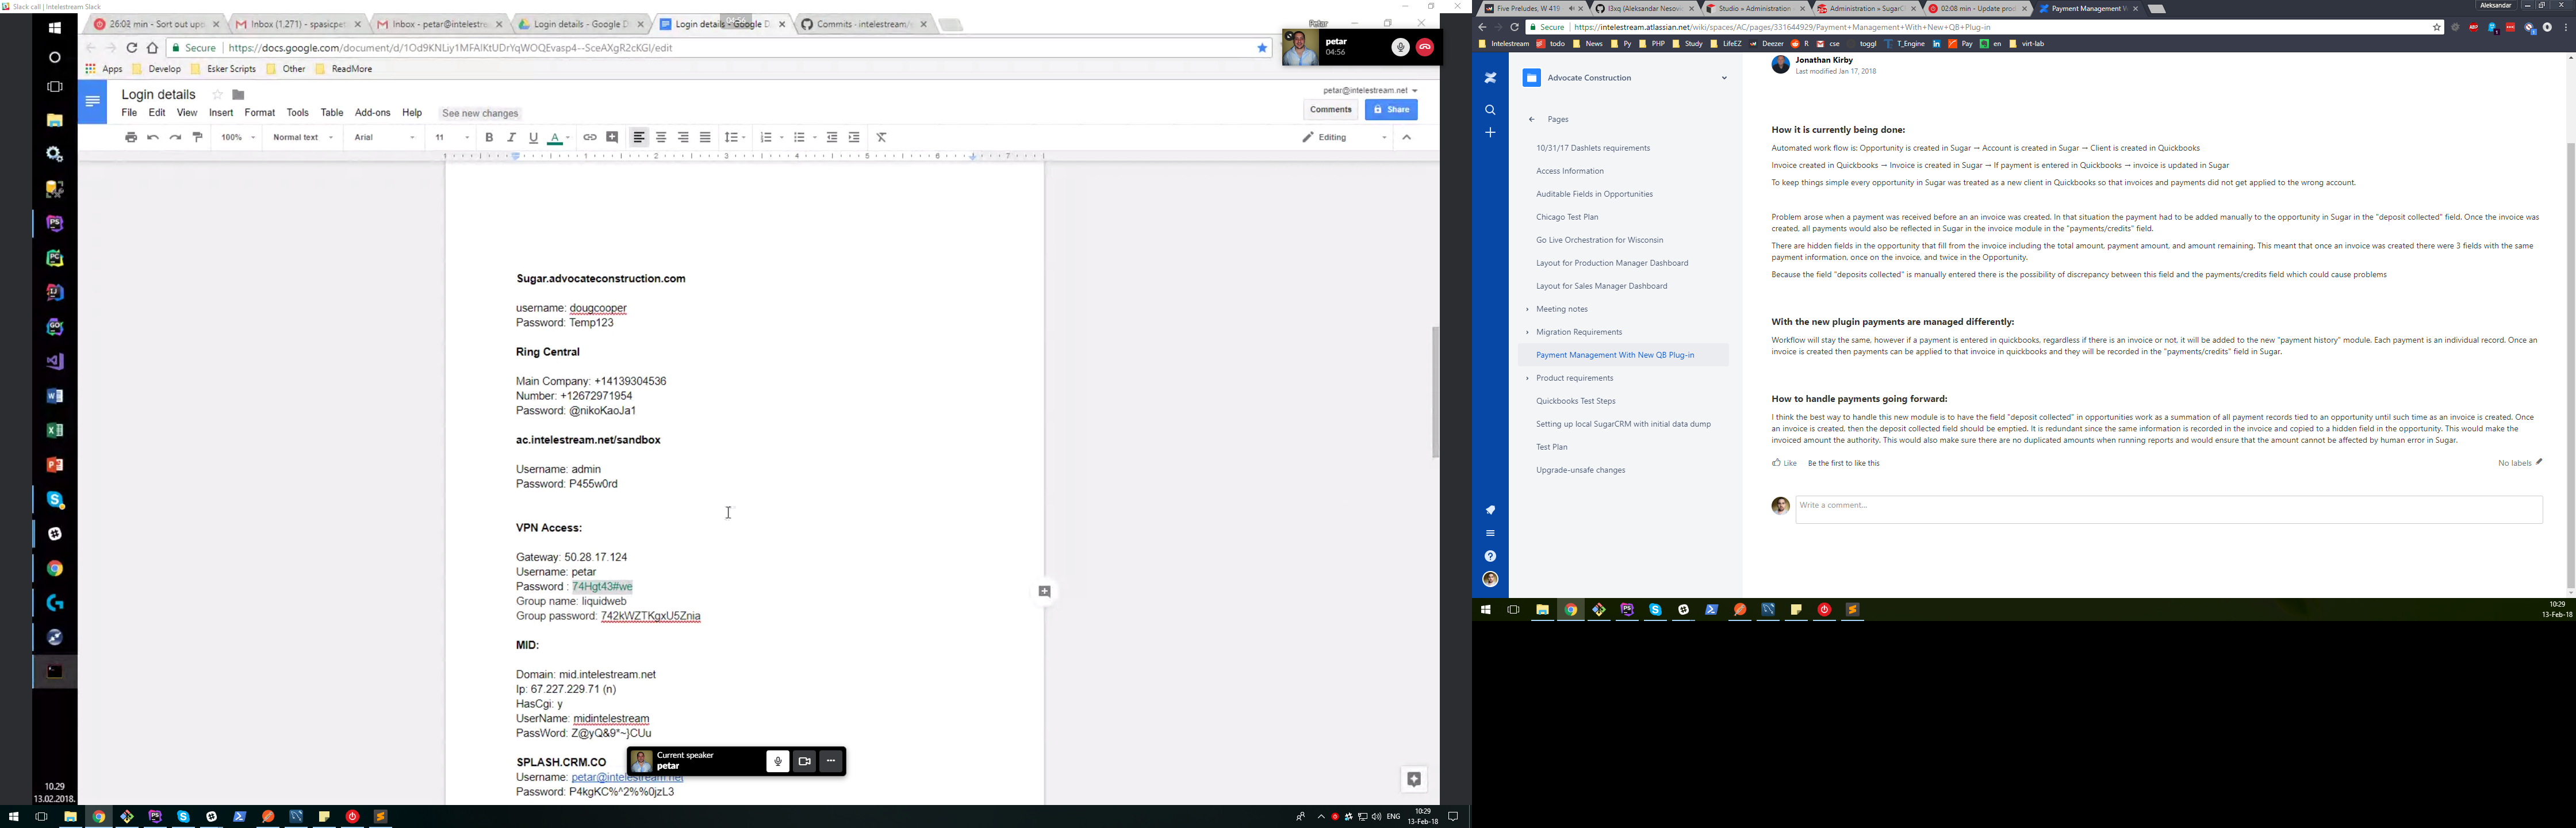 Slack call | Intelestream Slack
26:02 min - Sort out upo
Inbox (1,271) - spasicpet
Inbox - petar@intelestre
Login details - Google D
Login details - Google D
Commits · intelestream/
Petar
Secure | https://docs.google.com/document/d/1Od9KNLiy1MFAlKtUDrYqWOQEvasp4--SceAXgR2cKGI/edit
Apps Develop Esker Scripts Other ReadMore
petar
04:56
Login details
petar@intelestream.net
File Edit View Insert Format Tools Table Add-ons Help See new changes
Comments Share
100% Normal text Arial 11 Editing
Sugar.advocateconstruction.com
username: dougcooper
Password: Temp123
Ring Central
Main Company: +14139304536
Number: +12672971954
Password: @nikoKaoJa1
ac.intelestream.net/sandbox
Username: admin
Password: P455w0rd
VPN Access:
Gateway: 50.28.17.124
Username: petar
Password : 74Hgt43#we
Group name: liquidweb
Group password: 742kWZTKgxU5Znia
MID:
Domain: mid.intelestream.net
Ip: 67.227.229.71 (n)
HasCgi: y
UserName: midintelestream
PassWord: Z@yQ&9*~}CUu
SPLASH.CRM.CO
Username: petar@intelestream.net
Password: P4kgKC%^2%%0jzL3
Current speaker
petar
10.29
13.02.2018.
ENG
10:29
13-Feb-18
Five Preludes, W 419
l3xq (Aleksandar Nesov
Studio » Administration
Administration » SugarC
02:08 min - Update prod
Payment Management W
Aleksandar
Secure | https://intelestream.atlassian.net/wiki/spaces/AC/pages/331644929/Payment+Management+With+New+QB+Plug-in
Intelestream todo News Py PHP Study LifeEZ Deezer R cse toggl T_Engine Pay en virt-lab
Advocate Construction
Pages
10/31/17 Dashlets requirements
Access Information
Auditable Fields in Opportunities
Chicago Test Plan
Go Live Orchestration for Wisconsin
Layout for Production Manager Dashboard
Layout for Sales Manager Dashboard
Meeting notes
Migration Requirements
Payment Management With New QB Plug-in
Product requirements
Quickbooks Test Steps
Setting up local SugarCRM with initial data dump
Test Plan
Upgrade-unsafe changes
Jonathan Kirby
Last modified Jan 17, 2018
How it is currently being done:
Automated work flow is: Opportunity is created in Sugar → Account is created in Sugar → Client is created in Quickbooks
Invoice created in Quickbooks → Invoice is created in Sugar → If payment is entered in Quickbooks → invoice is updated in Sugar
To keep things simple every opportunity in Sugar was treated as a new client in Quickbooks so that invoices and payments did not get applied to the wrong account.
Problem arose when a payment was received before an an invoice was created. In that situation the payment had to be added manually to the opportunity in Sugar in the "deposit collected" field. Once the invoice was
created, all payments would also be reflected in Sugar in the invoice module in the "payments/credits" field.
There are hidden fields in the opportunity that fill from the invoice including the total amount, payment amount, and amount remaining. This meant that once an invoice was created there were 3 fields with the same
payment information, once on the invoice, and twice in the Opportunity.
Because the field "deposits collected" is manually entered there is the possibility of discrepancy between this field and the payments/credits field which could cause problems
With the new plugin payments are managed differently:
Workflow will stay the same, however if a payment is entered in quickbooks, regardless if there is an invoice or not, it will be added to the new "payment history" module. Each payment is an individual record. Once an
invoice is created then payments can be applied to that invoice in quickbooks and they will be recorded in the "payments/credits" field in Sugar.
How to handle payments going forward:
I think the best way to handle this new module is to have the field "deposit collected" in opportunities work as a summation of all payment records tied to an opportunity until such time as an invoice is created. Once
an invoice is created, then the deposit collected field should be emptied. It is redundant since the same information is recorded in the invoice and copied to a hidden field in the opportunity. This would make the
invoiced amount the authority. This would also make sure there are no duplicated amounts when running reports and would ensure that the amount cannot be affected by human error in Sugar.
Like Be the first to like this
No labels
Write a comment…
10:29
13-Feb-18